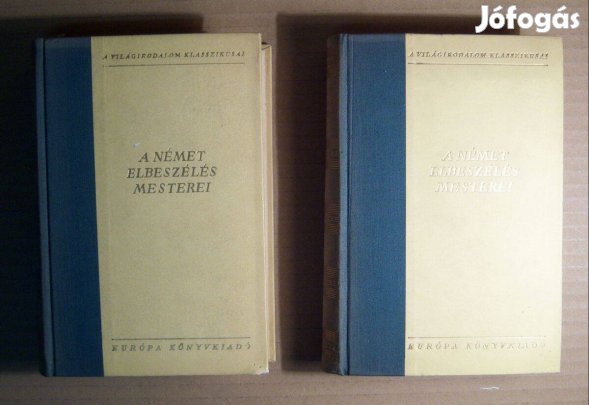 Jófogás
A VILÁGIRODALOM KLASSZIKUSAI
A NÉMET
ELBESZÉLÉS
MESTEREI
EURÓPA KÖNYVKIADÓ
A VILÁGIRODALOM KLASSZIKUSAI
A NÉMET
ELBESZÉLÉS
MESTEREI
EURÓPA KÖNYVKIADÓ